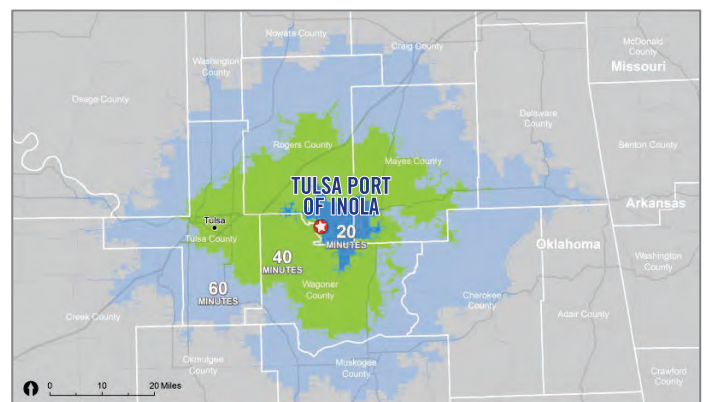 Nowata County
Craig County
McDonald
County
Missouri
Washington
County
Osage County
Delaware
County
Rogers County
Mayes County
Benton County
TULSA PORT
OF INOLA
Arkansas
Tulsa
Tulsa County
20
MINUTES
Oklahoma
40
MINUTES
Washington
County
Wagoner
County
60
MINUTES
Cherokee
County
Creek County
Adair County
Okmulgee
County
Muskogee
County
Crawford
County
0 10 20 Miles